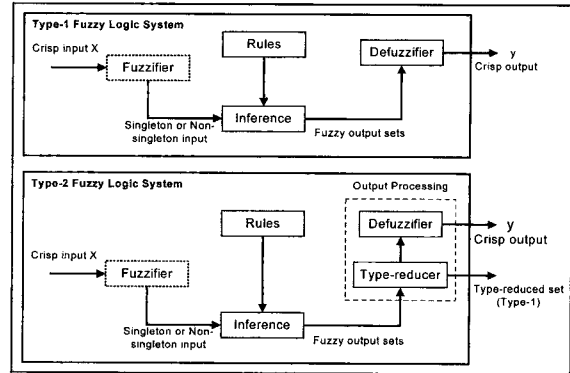 Type-1 Fuzzy Logic System
Crisp input X
Fuzzifier
Rules
Defuzzifier
y
Crisp output
Singleton or Non-
singleton input
Inference
Fuzzy output sets
Type-2 Fuzzy Logic System
Output Processing
Rules
Defuzzifier
y
Crisp output
Crisp input X
Fuzzifier
Type-reducer
Type-reduced set
(Type-1)
Singleton or Non-
singleton input
Inference
Fuzzy output sets